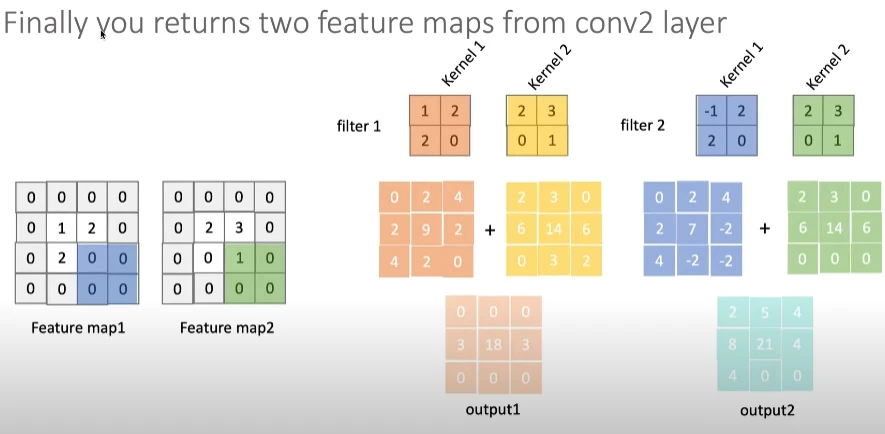 Finally you returns two feature maps from conv2 layer
Kernel 1
Kernel 2
Kernel 1
Kernel 2
filter 1
1 2
2 0
2 3
0 1
filter 2
-1 2
2 0
2 3
0 1
0 0 0 0
0 1 2 0
0 2 0 0
0 0 0 0
Feature map1
0 0 0 0
0 2 3 0
0 0 1 0
0 0 0 0
Feature map2
0 2 4
2 9 2
4 2 0
+
2 3 0
6 14 6
0 3 2
0 2 4
2 7 -2
4 -2 -2
+
2 3 0
6 14 6
0 0 0
0 0 0
3 18 3
0 0 0
output1
2 5 4
8 21 4
4 0 0
output2